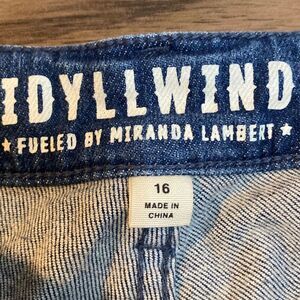 IDYLLWIND
★ FUELED BY MIRANDA LAMBERT ★
16
MADE IN
CHINA